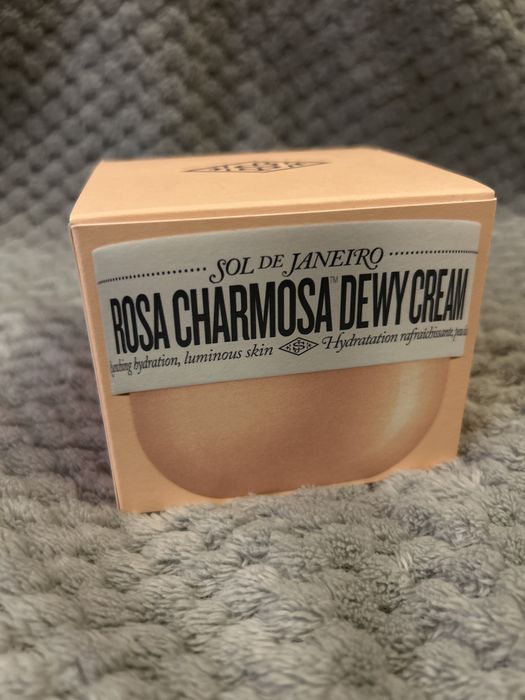 SOL DE JANEIRO
ROSA CHARMOSA™ DEWY CREAM
hydration, luminous skin Hydratation rafraîchissante,